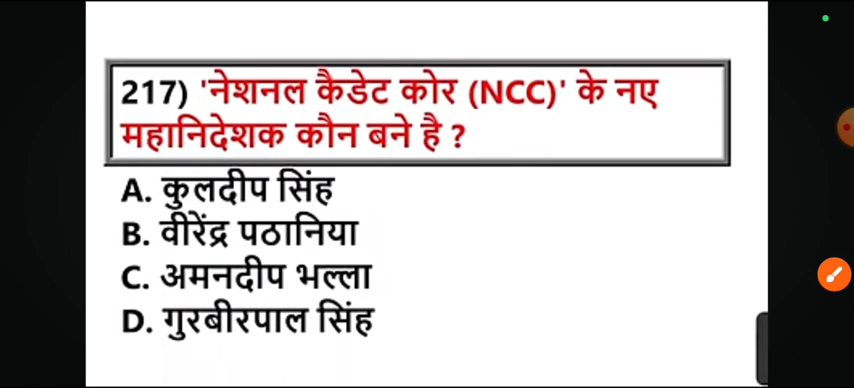 217) 'नेशनल कैडेट कोर (NCC)' के नए
महानिदेशक कौन बने है ?
A. कुलदीप सिंह
B. वीरेंद्र पठानिया
C. अमनदीप भल्ला
D. गुरबीरपाल सिंह